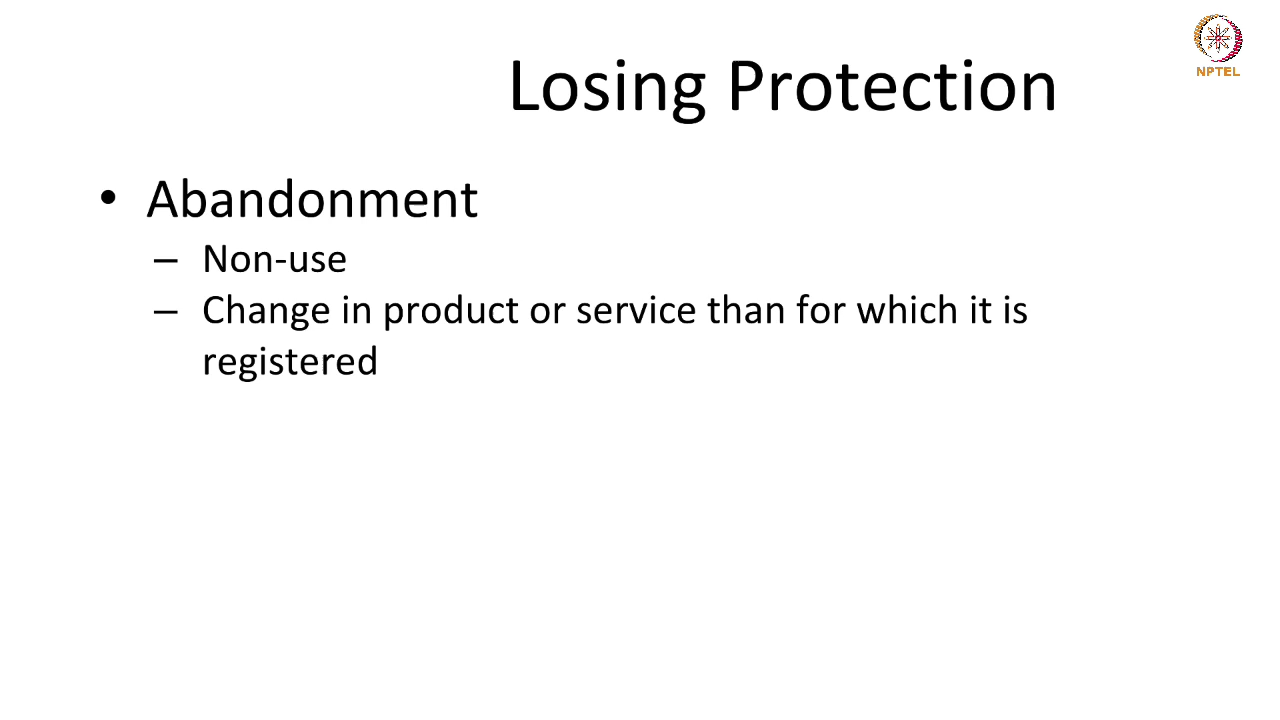 NPTEL
Losing Protection
• Abandonment
– Non-use
– Change in product or service than for which it is
registered